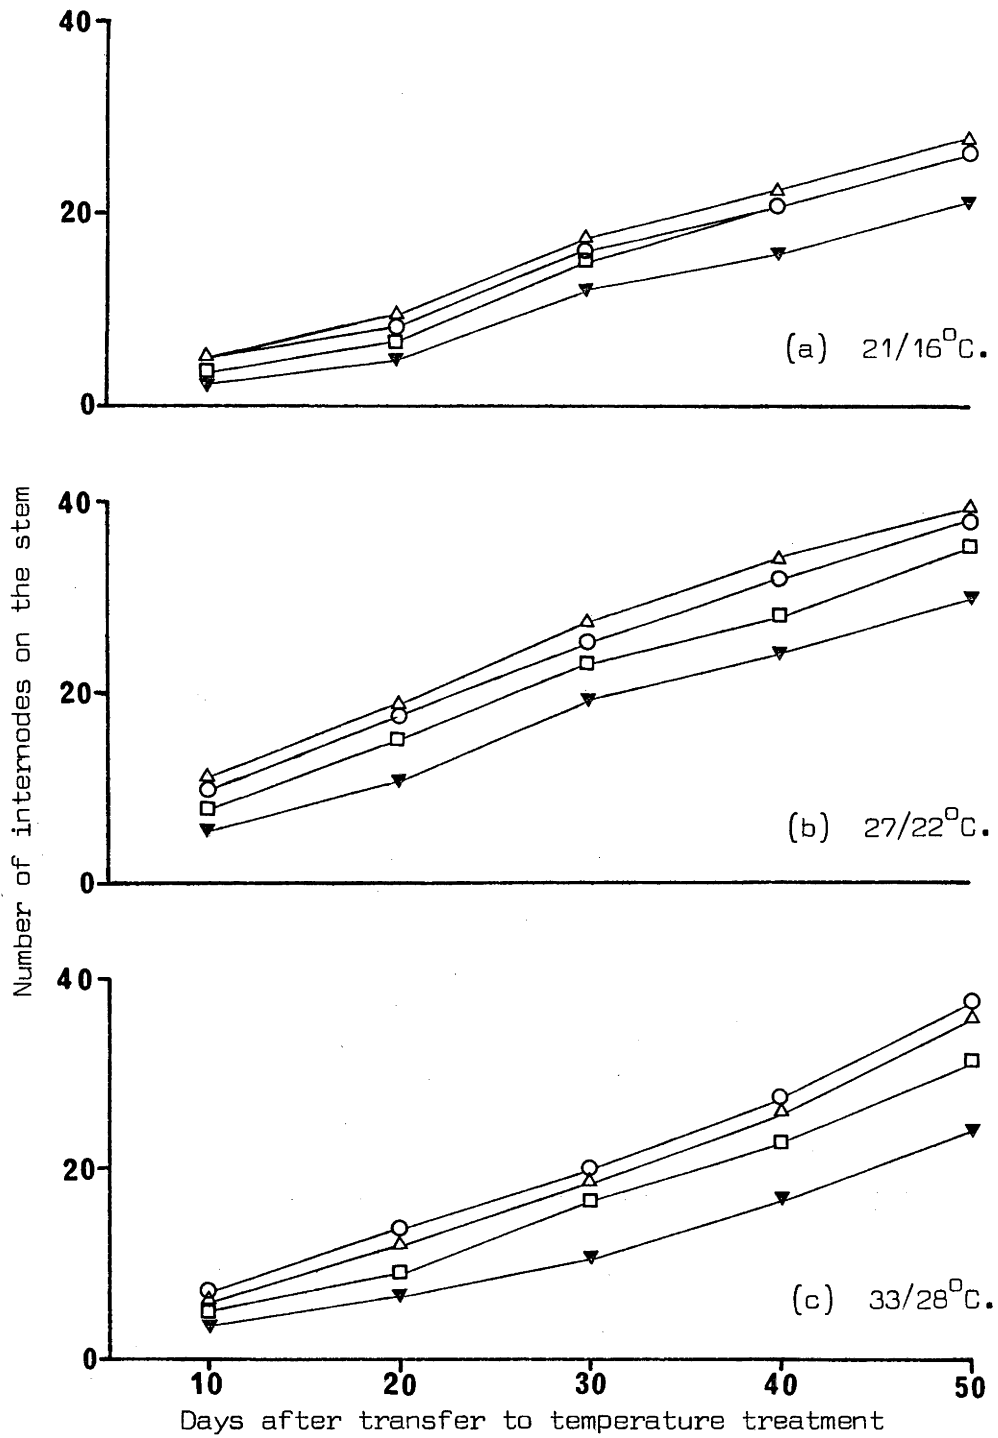 40
20
0
(a) 21/16°C.
Number of internodes on the stem
40
20
0
(b) 27/22°C.
40
20
0
(c) 33/28°C.
10 20 30 40 50
Days after transfer to temperature treatment